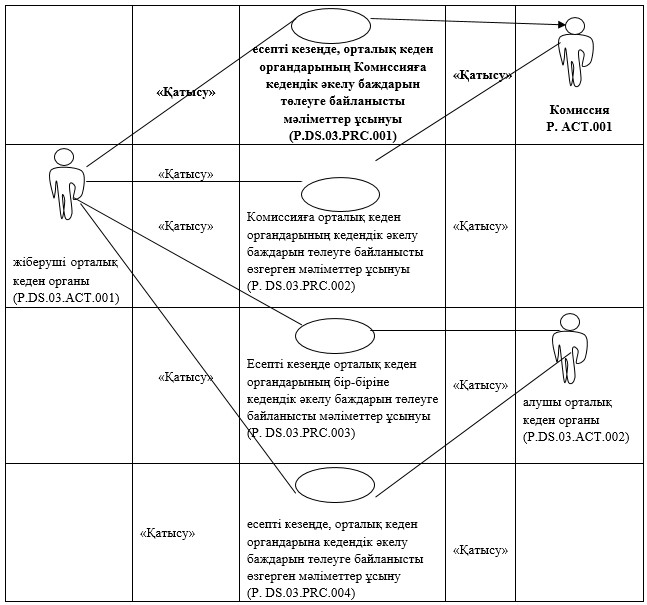 есепті кезеңде, орталық кеден
органдарының Комиссияға
кедендік әкелу баждарын
төлеуге байланысты
мәліметтер ұсынуы
(P.DS.03.PRC.001)
«Қатысу»
«Қатысу»
Комиссия
P. ACT.001
«Қатысу»
«Қатысу»
жіберуші орталық
кеден органы
(P.DS.03.ACT.001)
Комиссияға орталық кеден
органдарының кедендік әкелу
баждарын төлеуге байланысты
өзгерген мәліметтер ұсынуы
(P. DS.03.PRC.002)
«Қатысу»
«Қатысу»
Есепті кезеңде орталық кеден
органдарының бір-біріне
кедендік әкелу баждарын төлеуге
байланысты мәліметтер ұсынуы
(P. DS.03.PRC.003)
«Қатысу»
алушы орталық
кеден органы
(P.DS.03.ACT.002)
«Қатысу»
есепті кезеңде, орталық кеден
органдарына кедендік әкелу
баждарын төлеуге байланысты
өзгерген мәліметтер ұсыну
(P. DS.03.PRC.004)
«Қатысу»